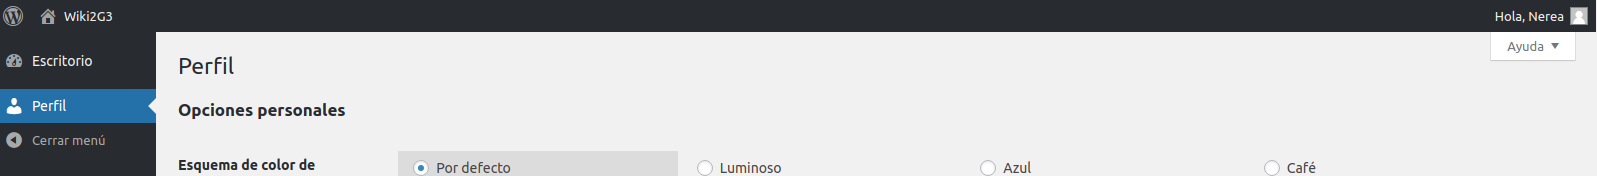 Wiki2G3
Hola, Nerea
Escritorio
Ayuda
Perfil
Perfil
Opciones personales
Cerrar menú
Esquema de color de
Por defecto
Luminoso
Azul
Café